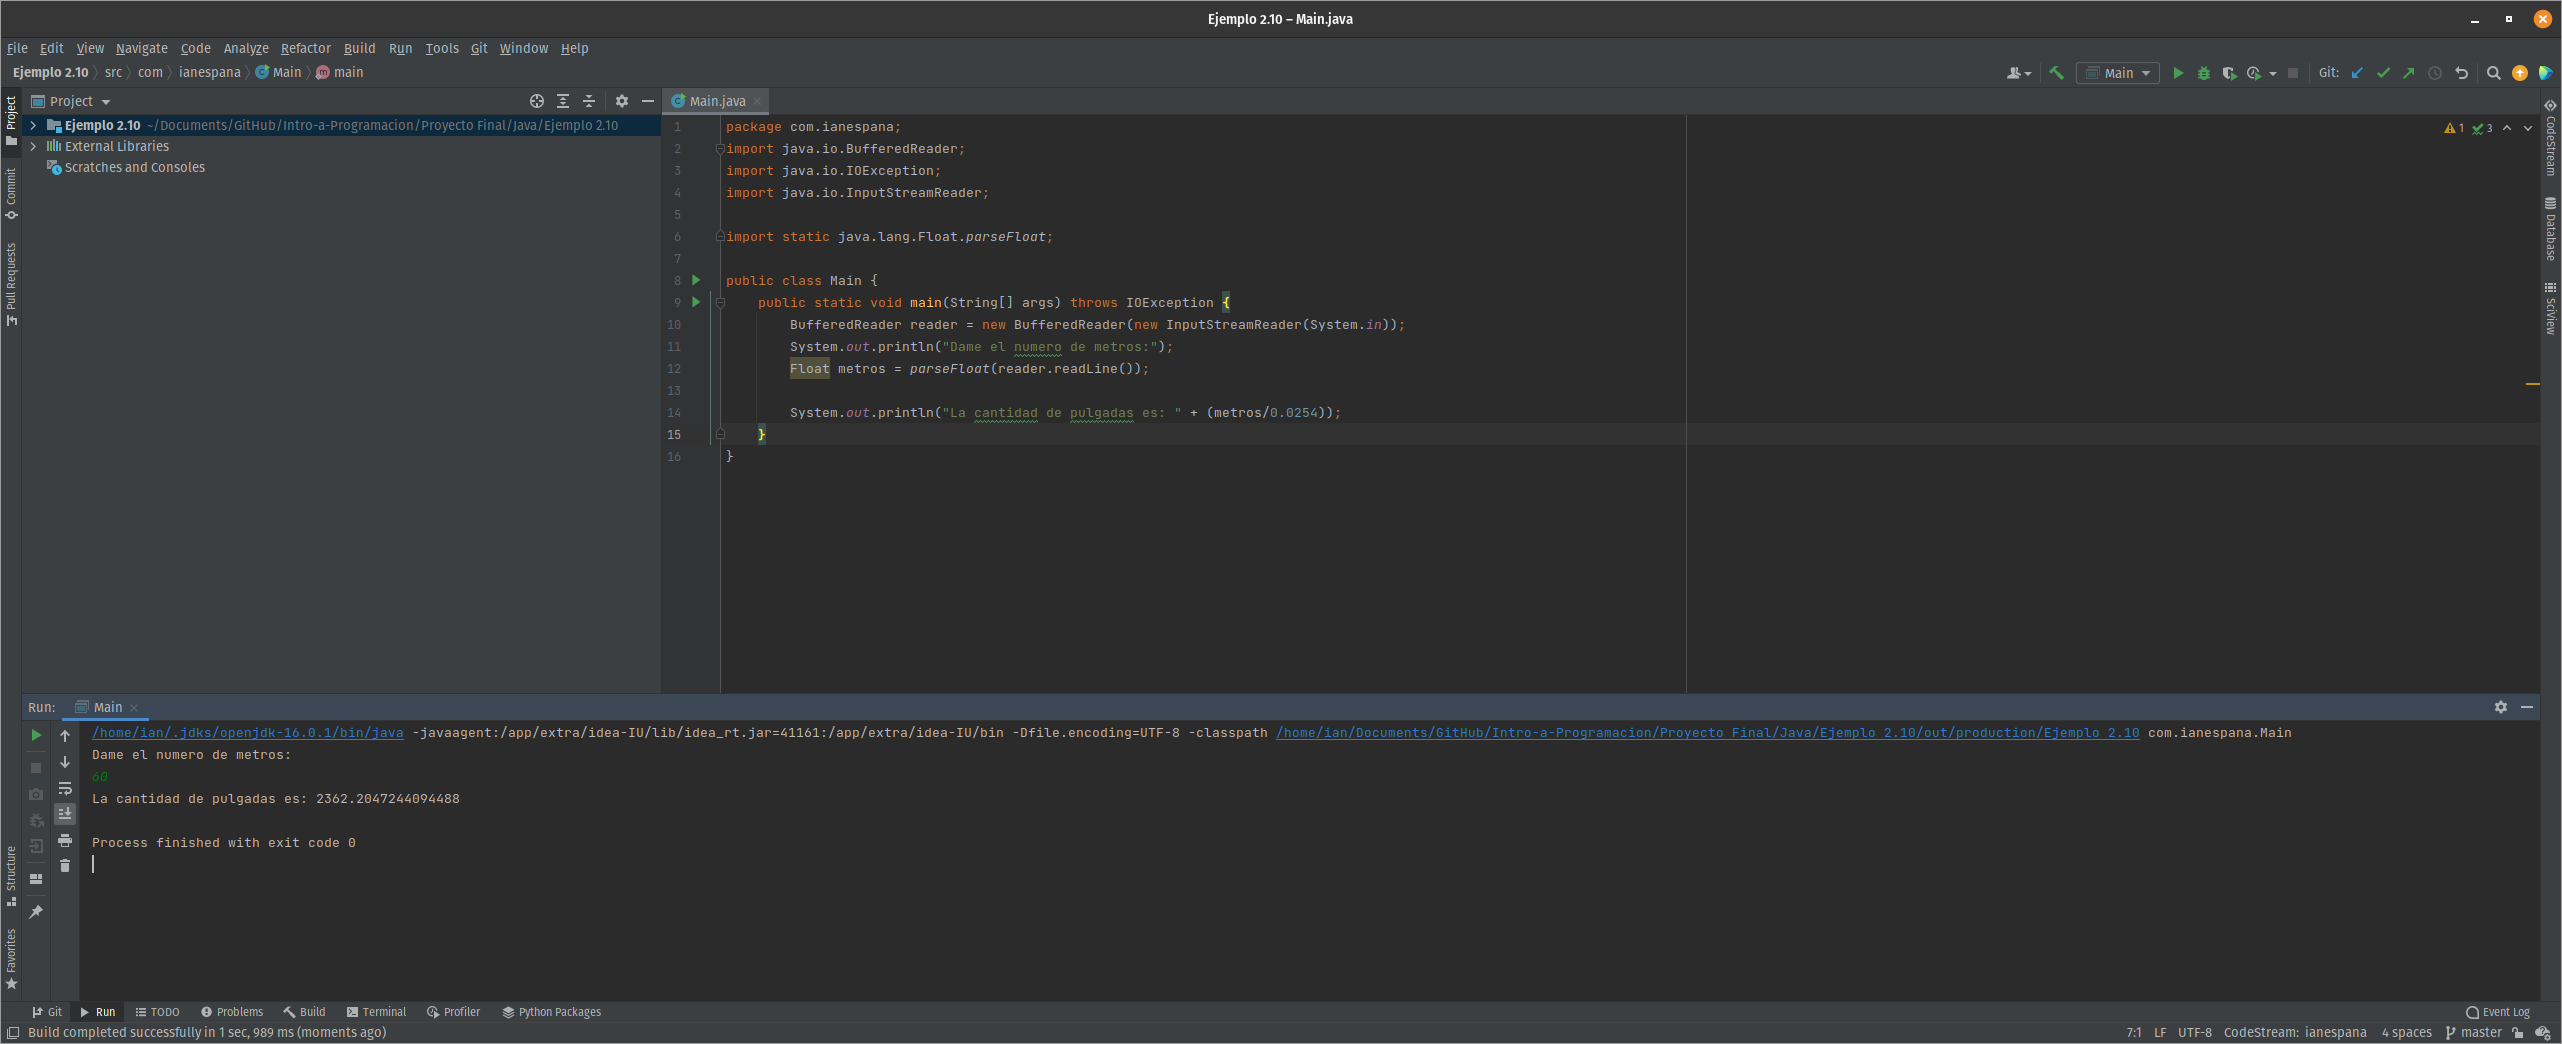 Ejemplo 2.10 – Main.java
File Edit View Navigate Code Analyze Refactor Build Run Tools Git Window Help
Ejemplo 2.10 src com ianespana Main main
Main Git:
Project
Main.java
Ejemplo 2.10 ~/Documents/GitHub/Intro-a-Programacion/Proyecto Final/Java/Ejemplo 2.10
External Libraries
Scratches and Consoles
Project
Commit
Pull Requests
Structure
Favorites
1 package com.ianespana;
2 import java.io.BufferedReader;
3 import java.io.IOException;
4 import java.io.InputStreamReader;
5
6 import static java.lang.Float.parseFloat;
7
8 public class Main {
9 public static void main(String[] args) throws IOException {
10 BufferedReader reader = new BufferedReader(new InputStreamReader(System.in));
11 System.out.println("Dame el numero de metros:");
12 Float metros = parseFloat(reader.readLine());
13
14 System.out.println("La cantidad de pulgadas es: " + (metros/0.0254));
15 }
16 }
1 3
CodeStream
Database
SciView
Run: Main
/home/ian/.jdks/openjdk-16.0.1/bin/java -javaagent:/app/extra/idea-IU/lib/idea_rt.jar=41161:/app/extra/idea-IU/bin -Dfile.encoding=UTF-8 -classpath /home/ian/Documents/GitHub/Intro-a-Programacion/Proyecto Final/Java/Ejemplo 2.10/out/production/Ejemplo 2.10 com.ianespana.Main
Dame el numero de metros:
60
La cantidad de pulgadas es: 2362.2047244094488
Process finished with exit code 0
Git Run TODO Problems Build Terminal Profiler Python Packages Event Log
Build completed successfully in 1 sec, 989 ms (moments ago) 7:1 LF UTF-8 CodeStream: ianespana 4 spaces master